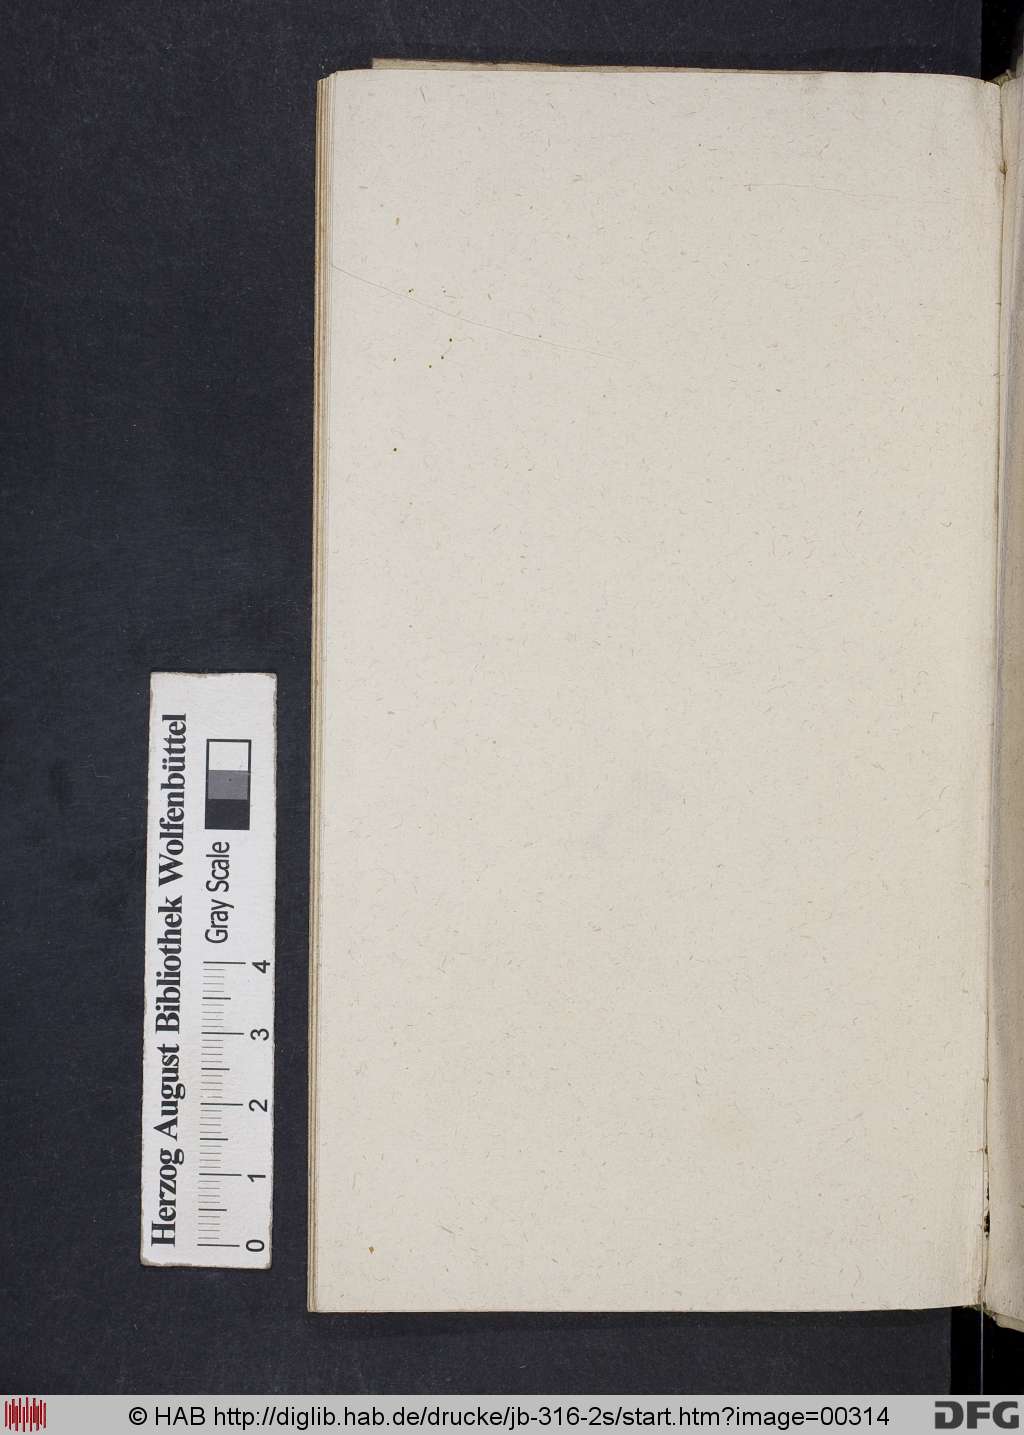 Herzog August Bibliothek Wolfenbüttel
Gray Scale
0 1 2 3 4
© HAB http://diglib.hab.de/drucke/jb-316-2s/start.htm?image=00314
DFG